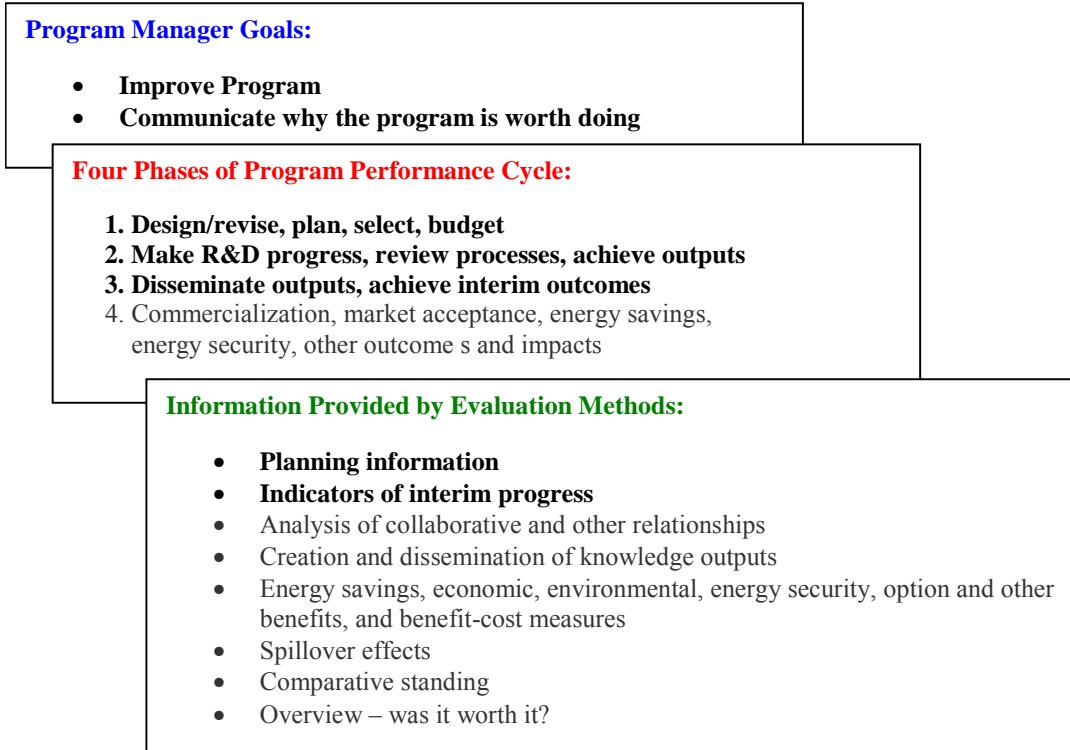 Program Manager Goals:
• Improve Program
• Communicate why the program is worth doing
Four Phases of Program Performance Cycle:
1. Design/revise, plan, select, budget
2. Make R&D progress, review processes, achieve outputs
3. Disseminate outputs, achieve interim outcomes
4. Commercialization, market acceptance, energy savings,
energy security, other outcome s and impacts
Information Provided by Evaluation Methods:
• Planning information
• Indicators of interim progress
• Analysis of collaborative and other relationships
• Creation and dissemination of knowledge outputs
• Energy savings, economic, environmental, energy security, option and other
benefits, and benefit-cost measures
• Spillover effects
• Comparative standing
• Overview – was it worth it?